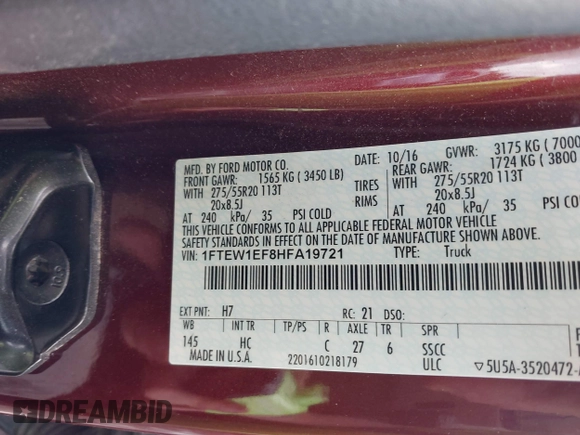 MFD. BY FORD MOTOR CO.
10/16 GVWR: 3175 KG ( 7000
FRONT GAWR: 1565 KG ( 3450 LB)
REAR GAWR: 1724 KG ( 3800
WITH 275/55R20 113T TIRES WITH 275/55R20 113T
20x8.5J RIMS 20x8.5J
AT 240 kPa/ 35 PSI COLD AT 240 kPa/ 35 PSI COL
THIS VEHICLE CONFORMS TO ALL APPLICABLE FEDERAL MOTOR VEHICLE
SAFETY AND THEFT PREVENTION STANDARDS IN EFFECT ON THE DATE OF MANUFACTURE SHOWN ABOVE.
VIN: 1FTEW1EF8HFA19721
TYPE: Truck
EXT PNT: H7 RC: 21 DSO:
WB INT TR TP/PS R AXLE TR SPR
145 HC C 27 6 SSCC
MADE IN U.S.A. 2201610218179 ULC ▽5U5A-3520472-
DREAMBID